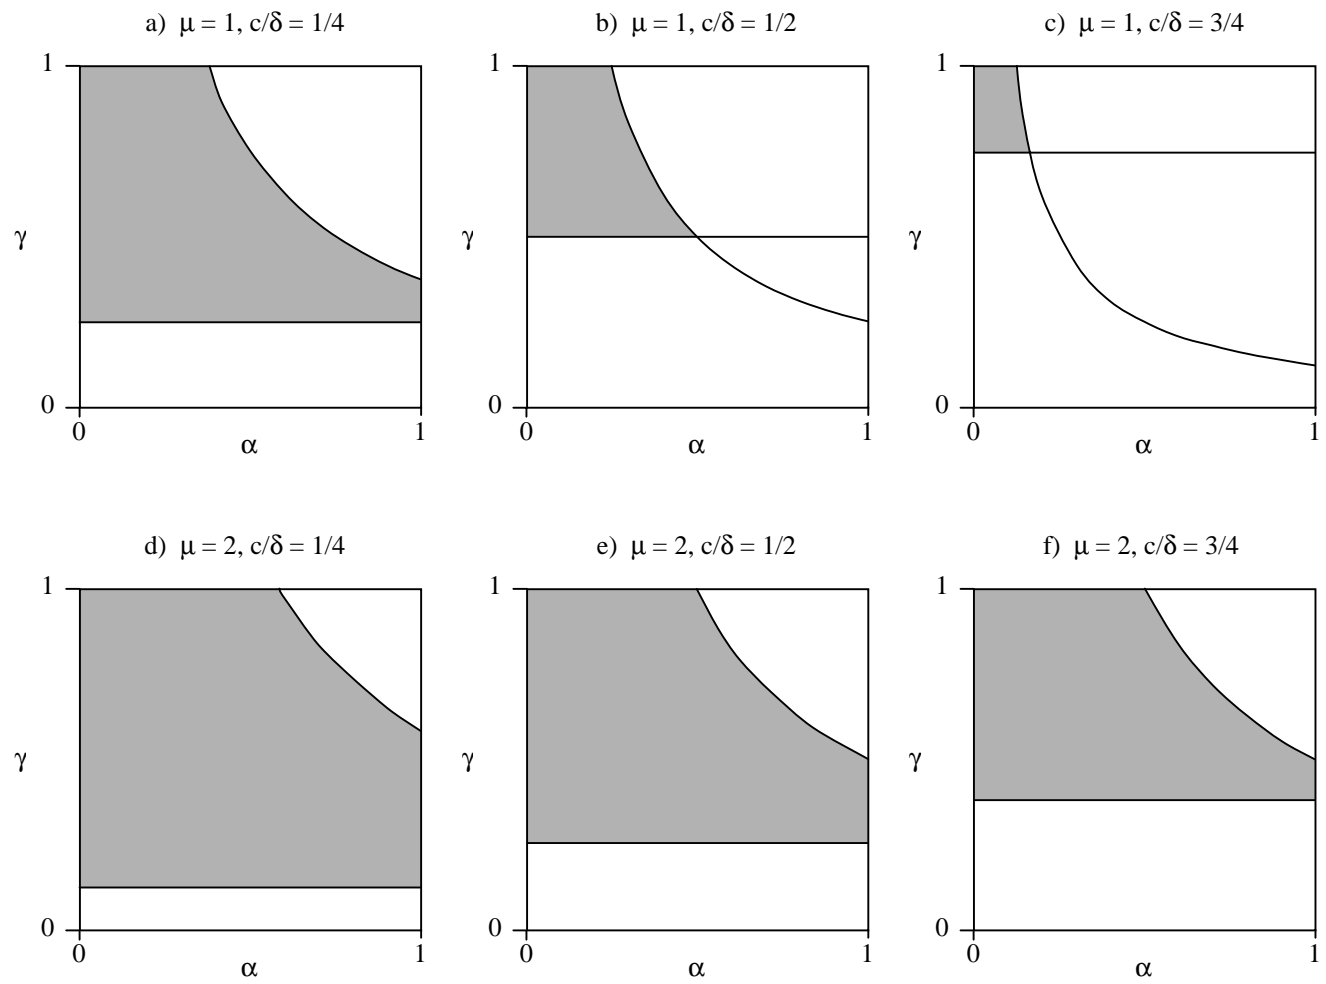 a) μ = 1, c/δ = 1/4
1
γ
0
0
α
1
b) μ = 1, c/δ = 1/2
1
γ
0
0
α
1
c) μ = 1, c/δ = 3/4
1
γ
0
0
α
1
d) μ = 2, c/δ = 1/4
1
γ
0
0
α
1
e) μ = 2, c/δ = 1/2
1
γ
0
0
α
1
f) μ = 2, c/δ = 3/4
1
γ
0
0
α
1